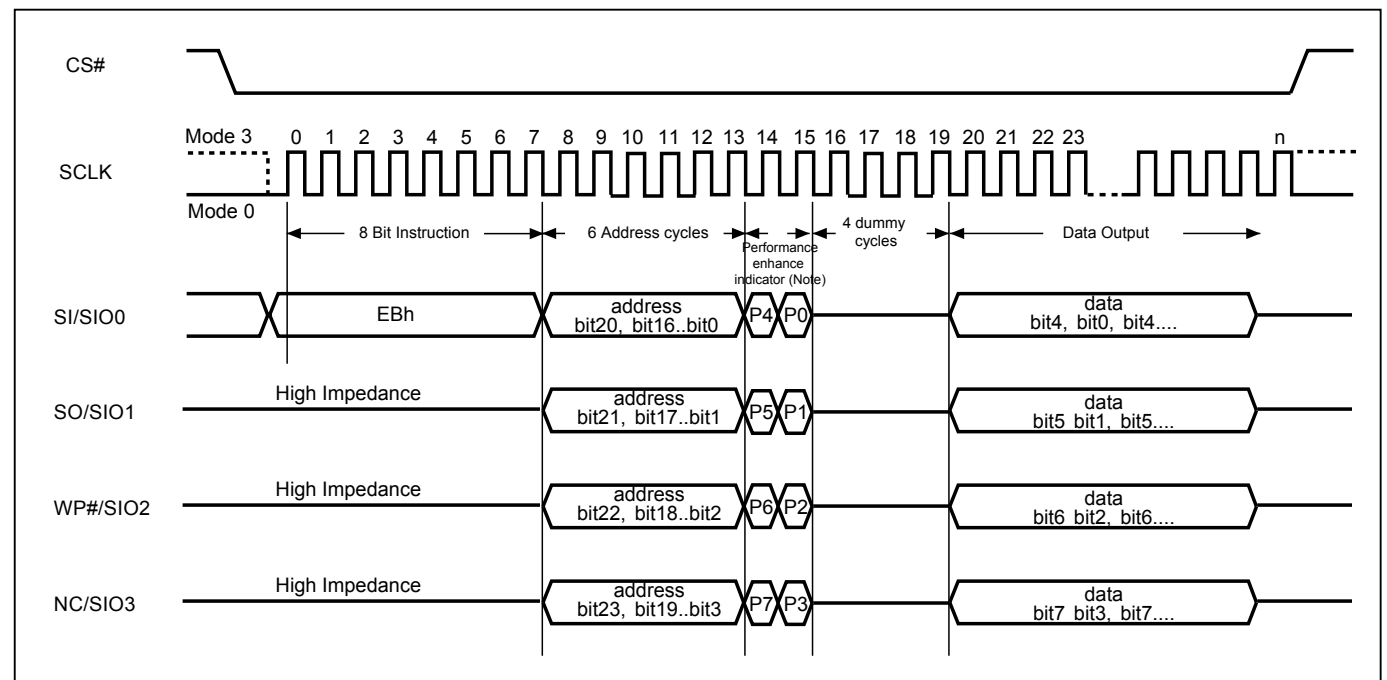 CS#
Mode 3
0 1 2 3 4 5 6 7 8 9 10 11 12 13 14 15 16 17 18 19 20 21 22 23 n
SCLK
Mode 0
8 Bit Instruction
6 Address cycles
Performance
enhance
indicator (Note)
4 dummy
cycles
Data Output
SI/SIO0
EBh
address
bit20, bit16..bit0
P4 P0
data
bit4, bit0, bit4....
High Impedance
SO/SIO1
address
bit21, bit17..bit1
P5 P1
data
bit5 bit1, bit5....
High Impedance
WP#/SIO2
address
bit22, bit18..bit2
P6 P2
data
bit6 bit2, bit6....
High Impedance
NC/SIO3
address
bit23, bit19..bit3
P7 P3
data
bit7 bit3, bit7....